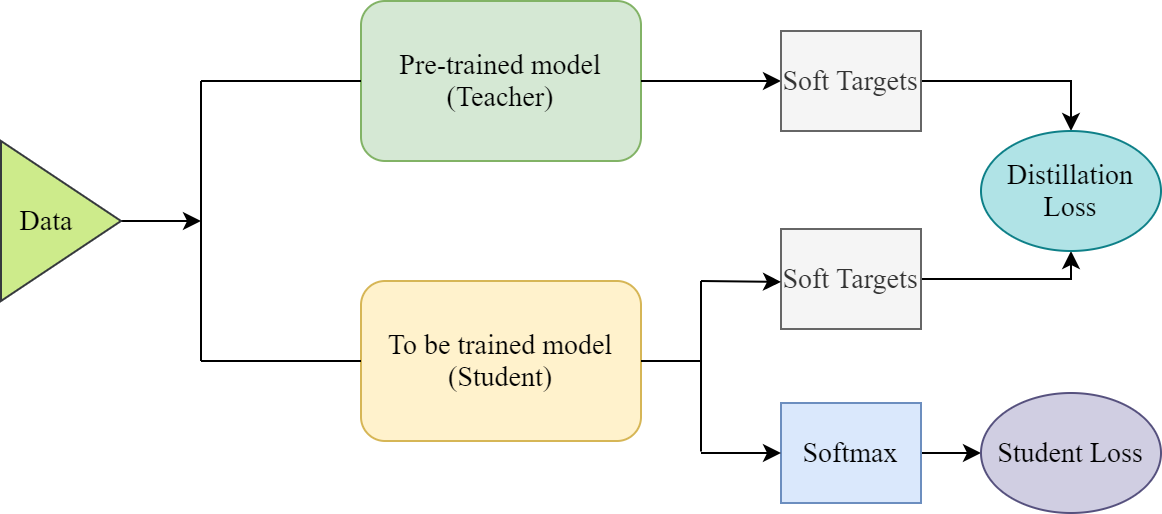 Data
Pre-trained model
(Teacher)
Soft Targets
Distillation
Loss
To be trained model
(Student)
Soft Targets
Softmax
Student Loss